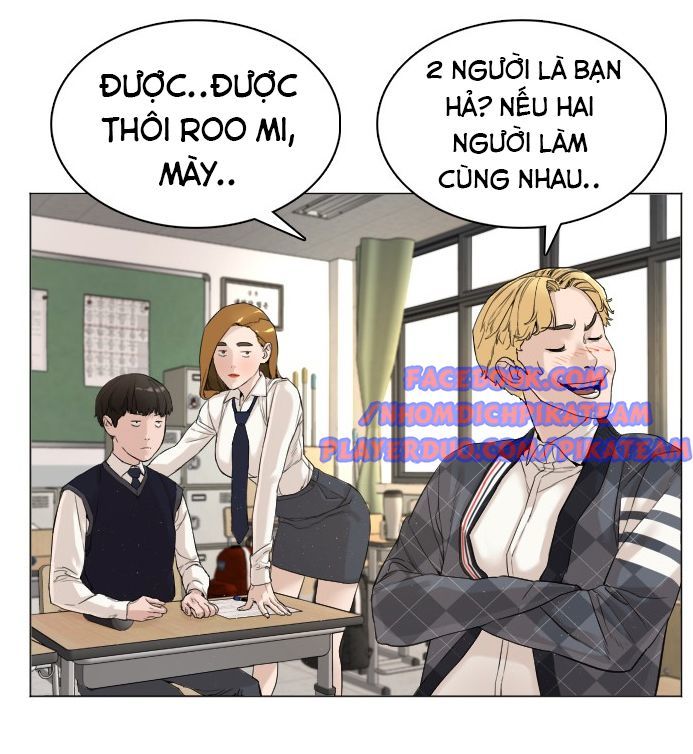 ĐƯỢC..ĐƯỢC
THÔI ROO MI,
MÀY..
2 NGƯỜI LÀ BẠN
HẢ? NẾU HAI
NGƯỜI LÀM
CÙNG NHAU..
FACEBOOK.COM
/NHOMDICHPIKATEAM
PLAYERDUO.COM/PIKATEAM